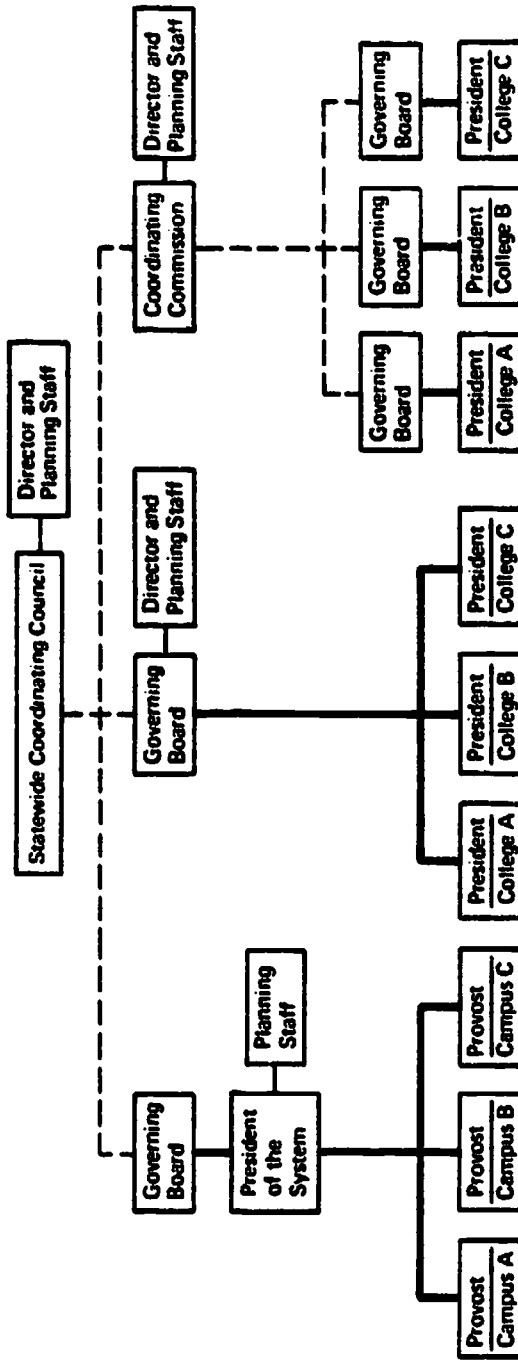 Statewide Coordinating Council
Director and
Planning Staff
Governing
Board
President
of the
System
Planning
Staff
Provost
Campus A
Provost
Campus B
Provost
Campus C
Governing
Board
Director and
Planning Staff
President
College A
President
College B
President
College C
Coordinating
Commission
Director and
Planning Staff
Governing
Board
Governing
Board
Governing
Board
President
College A
Prasident
College B
President
College C